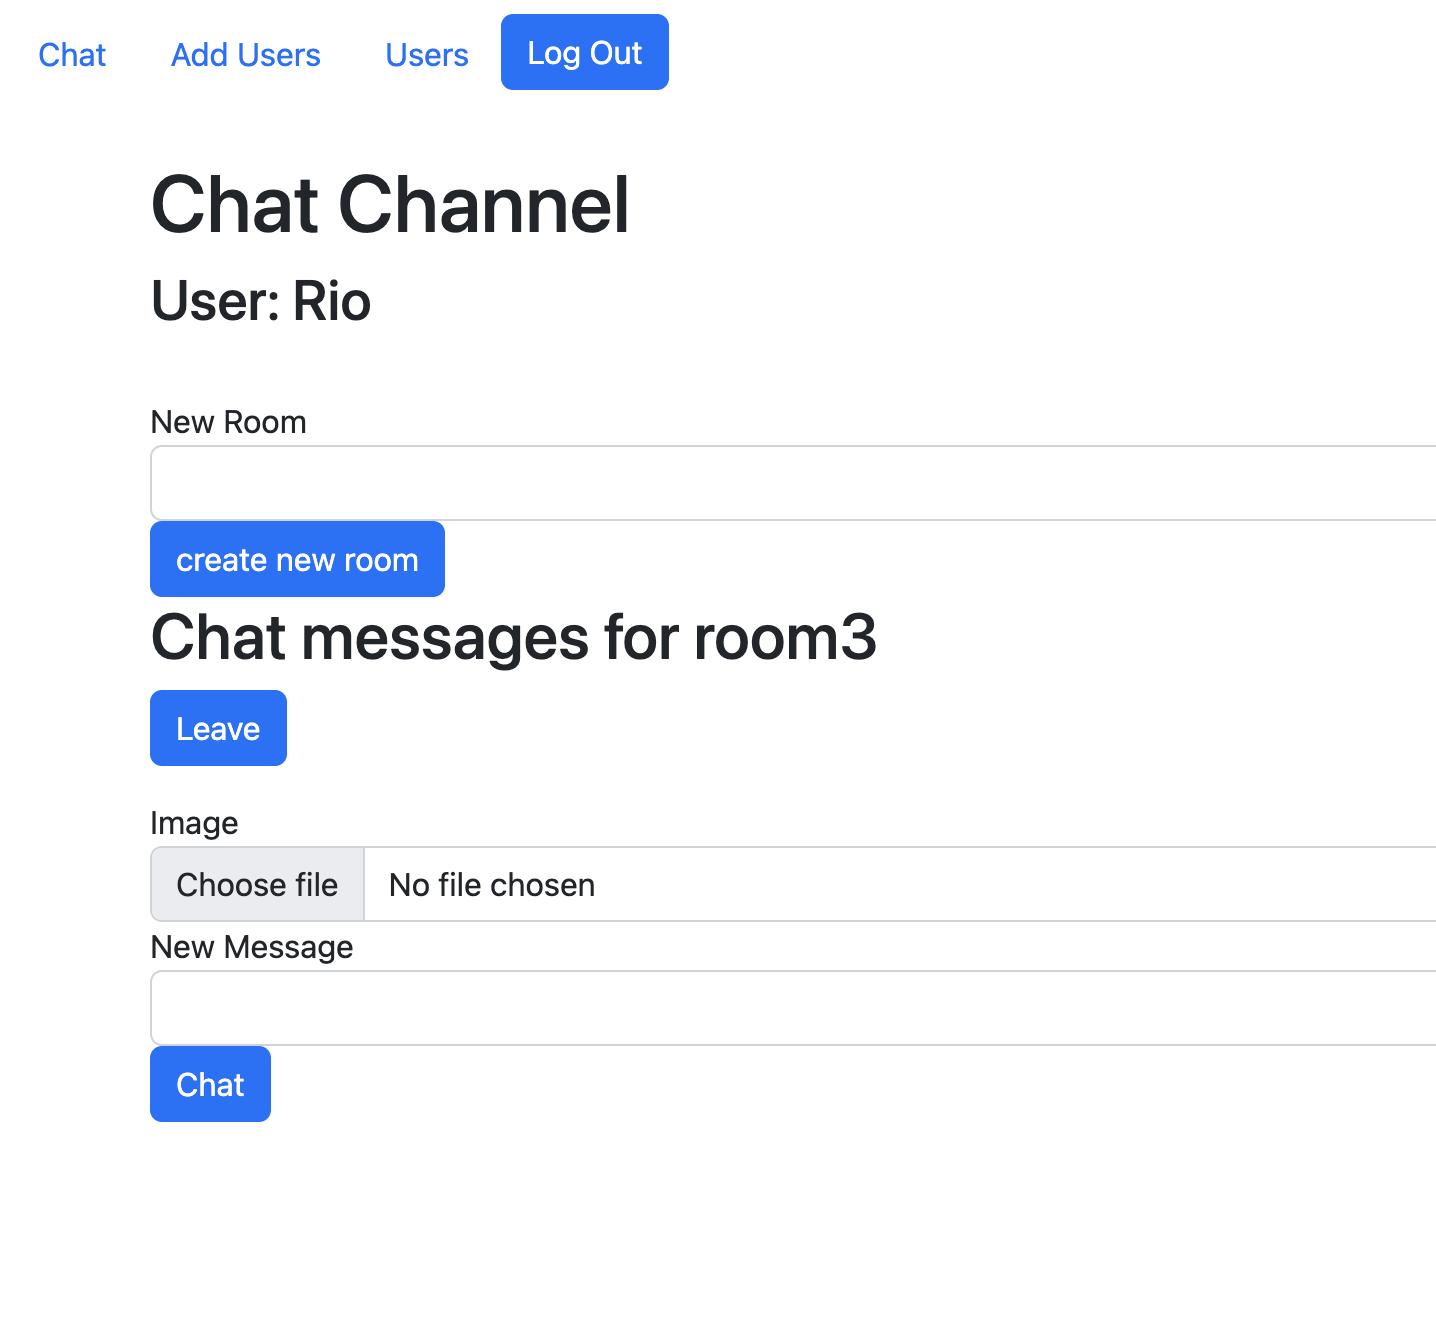 Chat Add Users Users Log Out
Chat Channel
User: Rio
New Room
create new room
Chat messages for room3
Leave
Image
Choose file No file chosen
New Message
Chat